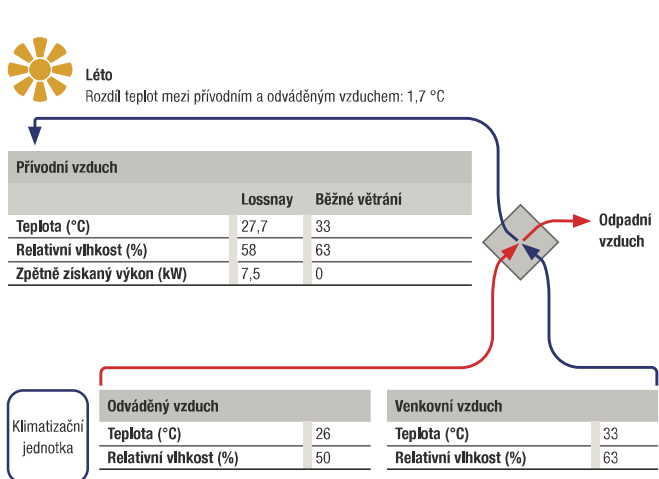 Léto
Rozdíl teplot mezi přívodním a odváděným vzduchem: 1,7 °C
Přívodní vzduch
Lossnay Běžné větrání
Teplota (°C) 27,7 33
Relativní vlhkost (%) 58 63
Zpětně získaný výkon (kW) 7,5 0
Odpadní
vzduch
Klimatizační
jednotka
Odváděný vzduch
Teplota (°C) 26
Relativní vlhkost (%) 50
Venkovní vzduch
Teplota (°C) 33
Relativní vlhkost (%) 63